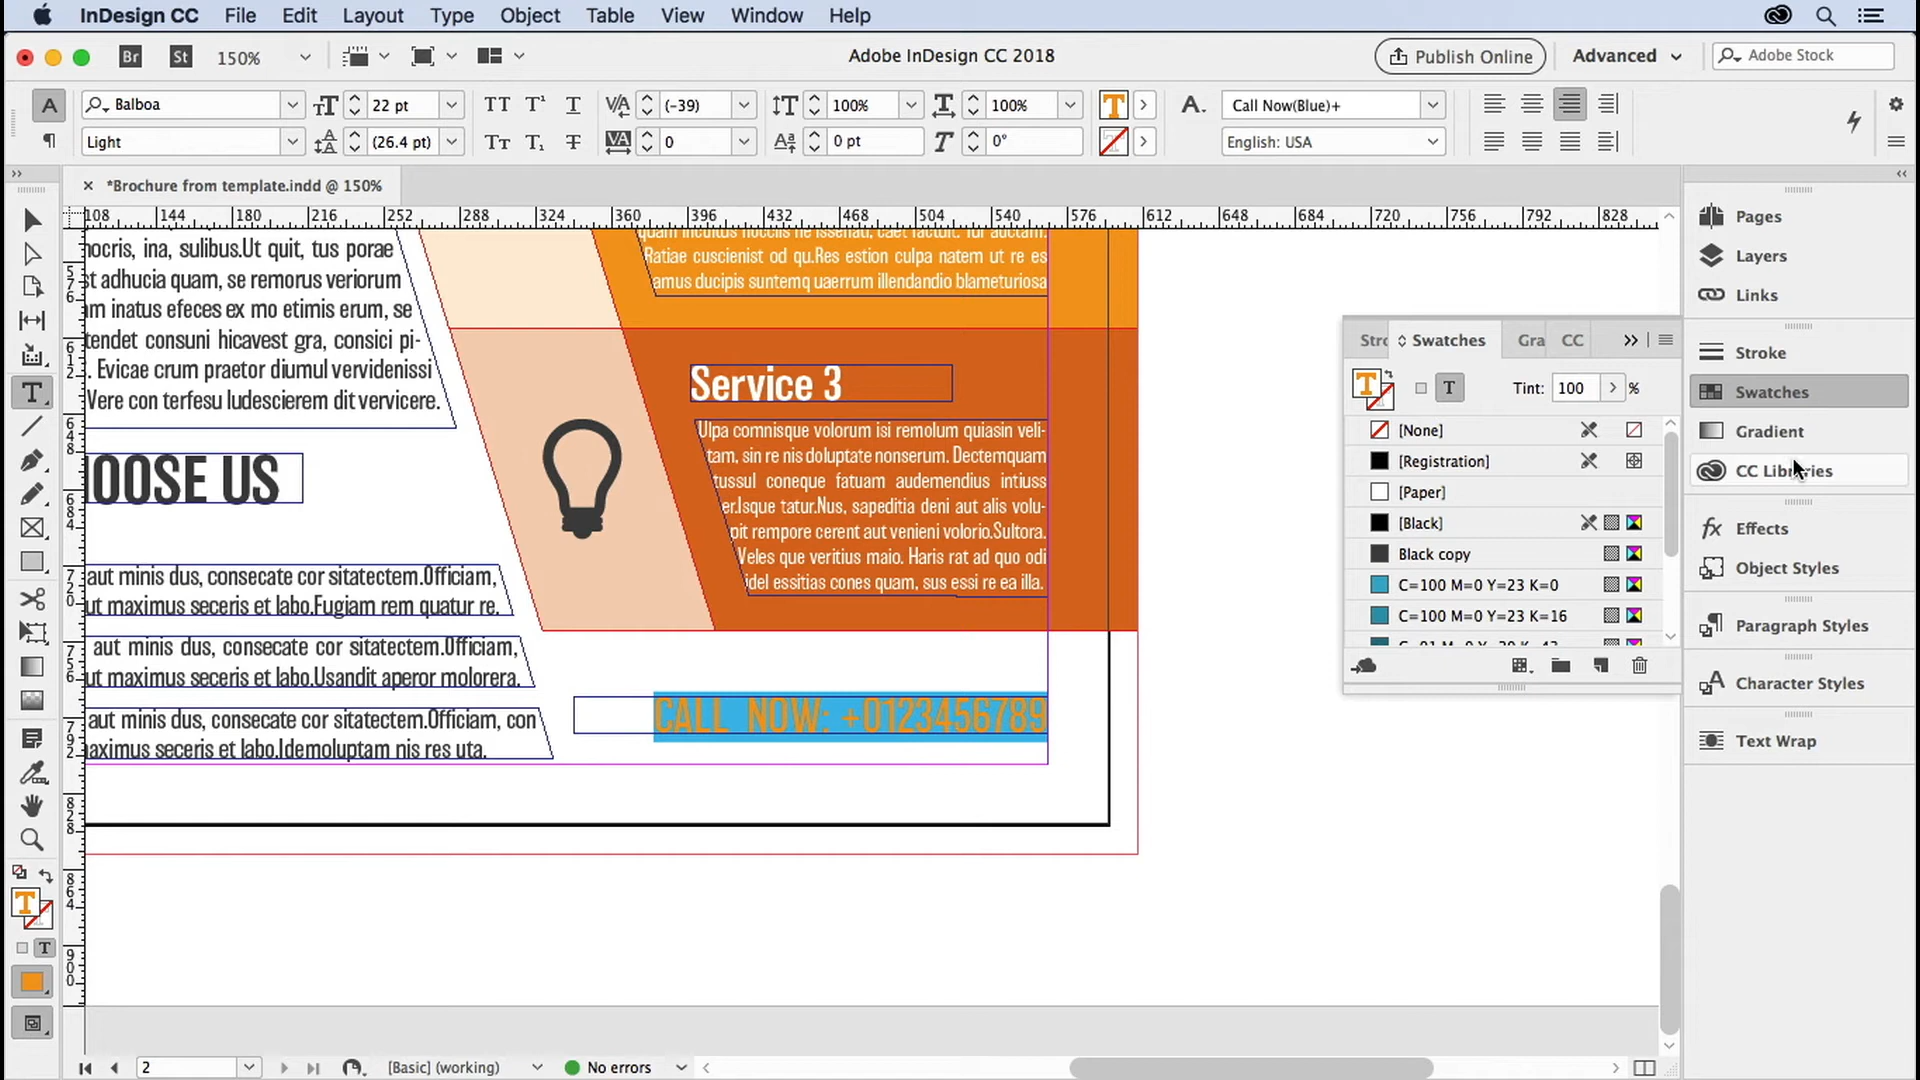 InDesign CC File Edit Layout Type Object Table View Window Help
Br St 150% Adobe InDesign CC 2018 Publish Online Advanced Adobe Stock
A Balboa 22 pt TT T¹ T VA (-39) 100% 100% T A. Call Now(Blue)+
¶ Light (26.4 pt) Tт T₁ T VA 0 0 pt T 0° English: USA
*Brochure from template.indd @ 150%
108 144 180 216 252 288 324 360 396 432 468 504 540 576 612 648 684 720 756 792 828
Pages
Layers
Links
Stroke
Swatches
Gradient
CC Libraries
fx Effects
Object Styles
Paragraph Styles
Character Styles
Text Wrap
Swatches Gra CC
T Tint: 100 %
[None]
[Registration]
[Paper]
[Black]
Black copy
C=100 M=0 Y=23 K=0
C=100 M=0 Y=23 K=16
nocris, ina, sulibus.Ut quit, tus porae
st adhucia quam, se remorus veriorum
m inatus efeces ex mo etimis erum, se
tendet consuni hicavest gra, consici pi-
. Evicae crum praetor diumul vervidenissi
Vere con terfesu ludescierem dit vervicere.
OOSE US
aut minis dus, consecate cor sitatectem.Officiam,
ut maximus seceris et labo.Fugiam rem quatur re.
aut minis dus, consecate cor sitatectem.Officiam,
ut maximus seceris et labo.Usandit aperor molorera.
aut minis dus, consecate cor sitatectem.Officiam, con
maximus seceris et labo.Idemoluptam nis res uta.
Ratiae cuscienist od qu.Res estion culpa natem ut re es
amus ducipis suntemq uaerrum illendandio blameturiosa
Service 3
Ulpa comnisque volorum isi remolum quiasin veli-
tam, sin re nis doluptate nonserum. Dectemquam
tussul coneque fatuam audemendius intiuss
er.Isque tatur.Nus, sapeditia deni aut alis volu-
pit rempore cerent aut venieni volorio.Sultora.
Veles que veritius maio. Haris rat ad quo odi
idel essitias cones quam, sus essi re ea illa.
CALL NOW: +0123456789
2 [Basic] (working) No errors